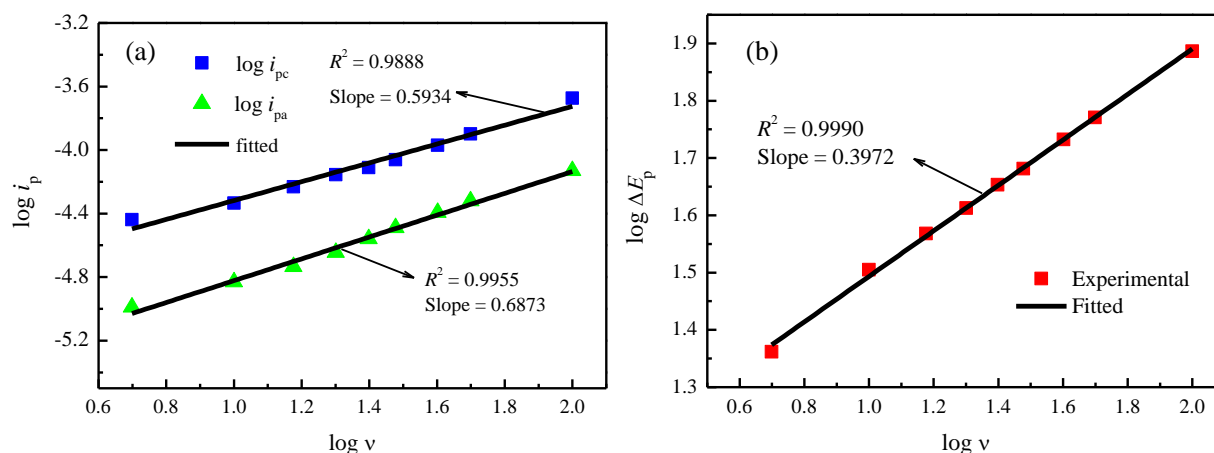 (a)
log i_pc
log i_pa
fitted
R² = 0.9888
Slope = 0.5934
R² = 0.9955
Slope = 0.6873
-3.2
-3.6
-4.0
-4.4
-4.8
-5.2
log i_p
0.6 0.8 1.0 1.2 1.4 1.6 1.8 2.0
log ν
(b)
R² = 0.9990
Slope = 0.3972
Experimental
Fitted
1.9
1.8
1.7
1.6
1.5
1.4
1.3
log ΔE_p
0.6 0.8 1.0 1.2 1.4 1.6 1.8 2.0
log ν